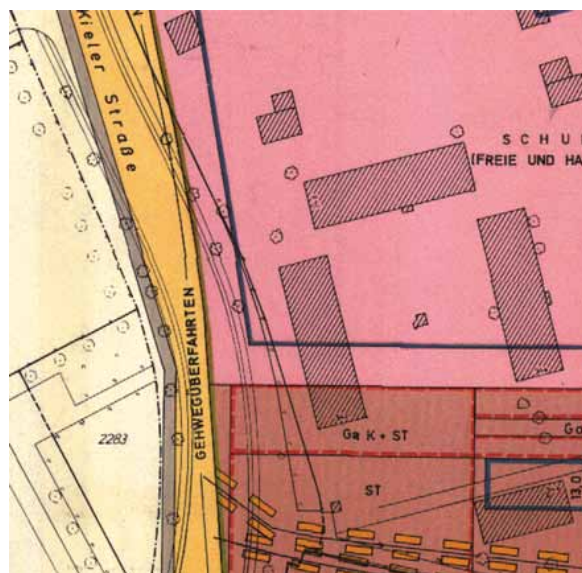 Kieler Straße
SCHU
(FREIE UND HA
GEHWEGÜBERFAHRTEN
2283
Ga K + ST
Ga
ST